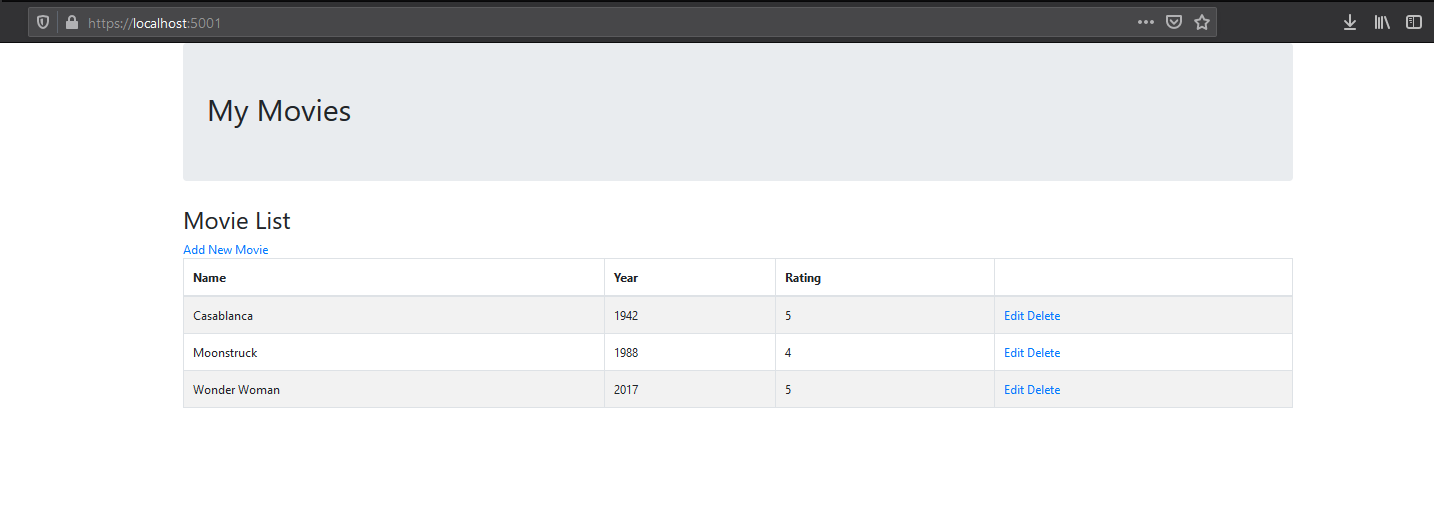 https://localhost:5001
My Movies
Movie List
Add New Movie
Name Year Rating
Casablanca 1942 5 Edit Delete
Moonstruck 1988 4 Edit Delete
Wonder Woman 2017 5 Edit Delete